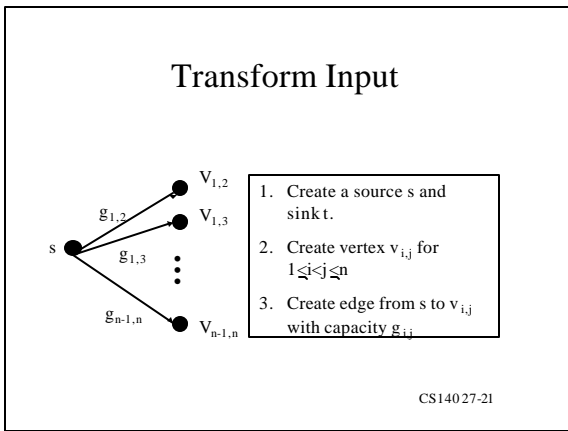 Transform Input
V1,2
g1,2
V1,3
s
g1,3
gn-1,n
Vn-1,n
1. Create a source s and
sink t.
2. Create vertex vi,j for
1≤i<j≤n
3. Create edge from s to vi,j
with capacity gi,j
CS140 27-21